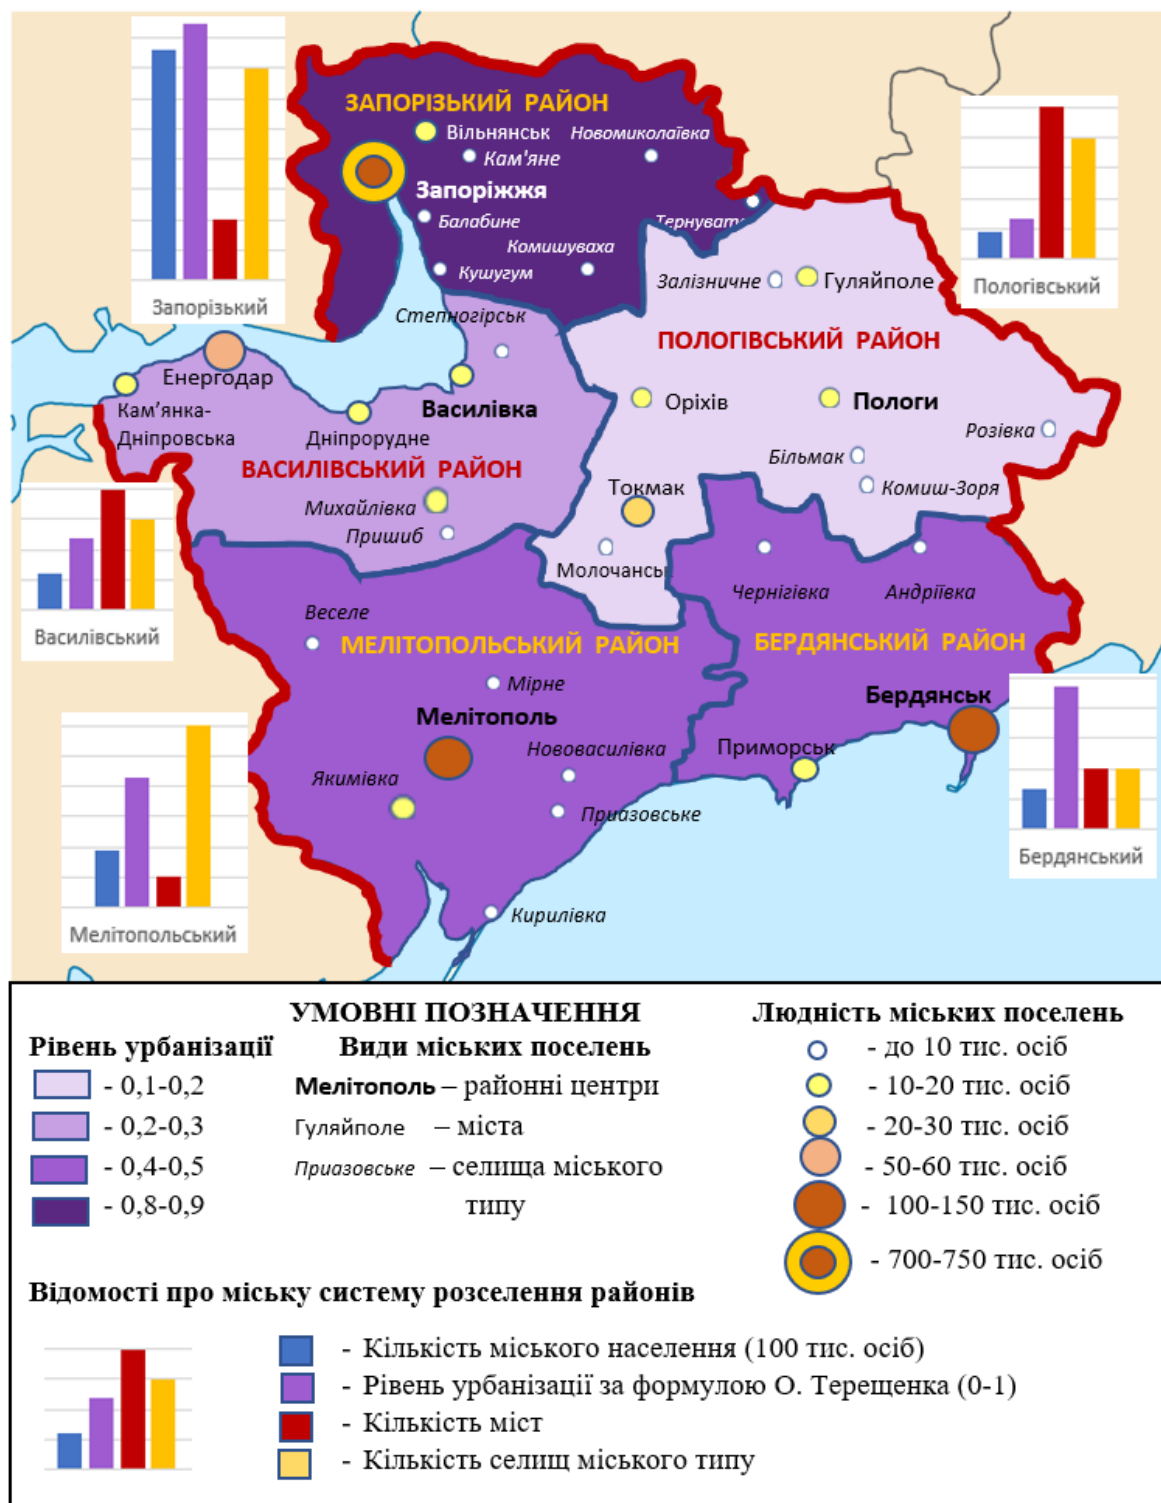 ЗАПОРІЗЬКИЙ РАЙОН
Вільнянськ
Новомиколаївка
Кам'яне
Запоріжжя
Балабине
Тернувате
Комишуваха
Кушугум
Запорізький
Пологівський
Залізничне
Гуляйполе
Степногірськ
ПОЛОГІВСЬКИЙ РАЙОН
Енергодар
Василівка
Оріхів
Пологи
Кам’янка-
Дніпровська
Дніпрорудне
Розівка
ВАСИЛІВСЬКИЙ РАЙОН
Більмак
Токмак
Комиш-Зоря
Михайлівка
Пришиб
Молочанськ
Чернігівка
Андріївка
Василівський
Веселе
МЕЛІТОПОЛЬСЬКИЙ РАЙОН
БЕРДЯНСЬКИЙ РАЙОН
Мірне
Бердянськ
Мелітополь
Нововасилівка
Приморськ
Якимівка
Приазовське
Бердянський
Кирилівка
Мелітопольський
УМОВНІ ПОЗНАЧЕННЯ
Рівень урбанізації
- 0,1-0,2
- 0,2-0,3
- 0,4-0,5
- 0,8-0,9
Види міських поселень
Мелітополь – районні центри
Гуляйполе – міста
Приазовське – селища міського
типу
Людність міських поселень
- до 10 тис. осіб
- 10-20 тис. осіб
- 20-30 тис. осіб
- 50-60 тис. осіб
- 100-150 тис. осіб
- 700-750 тис. осіб
Відомості про міську систему розселення районів
- Кількість міського населення (100 тис. осіб)
- Рівень урбанізації за формулою О. Терещенка (0-1)
- Кількість міст
- Кількість селищ міського типу